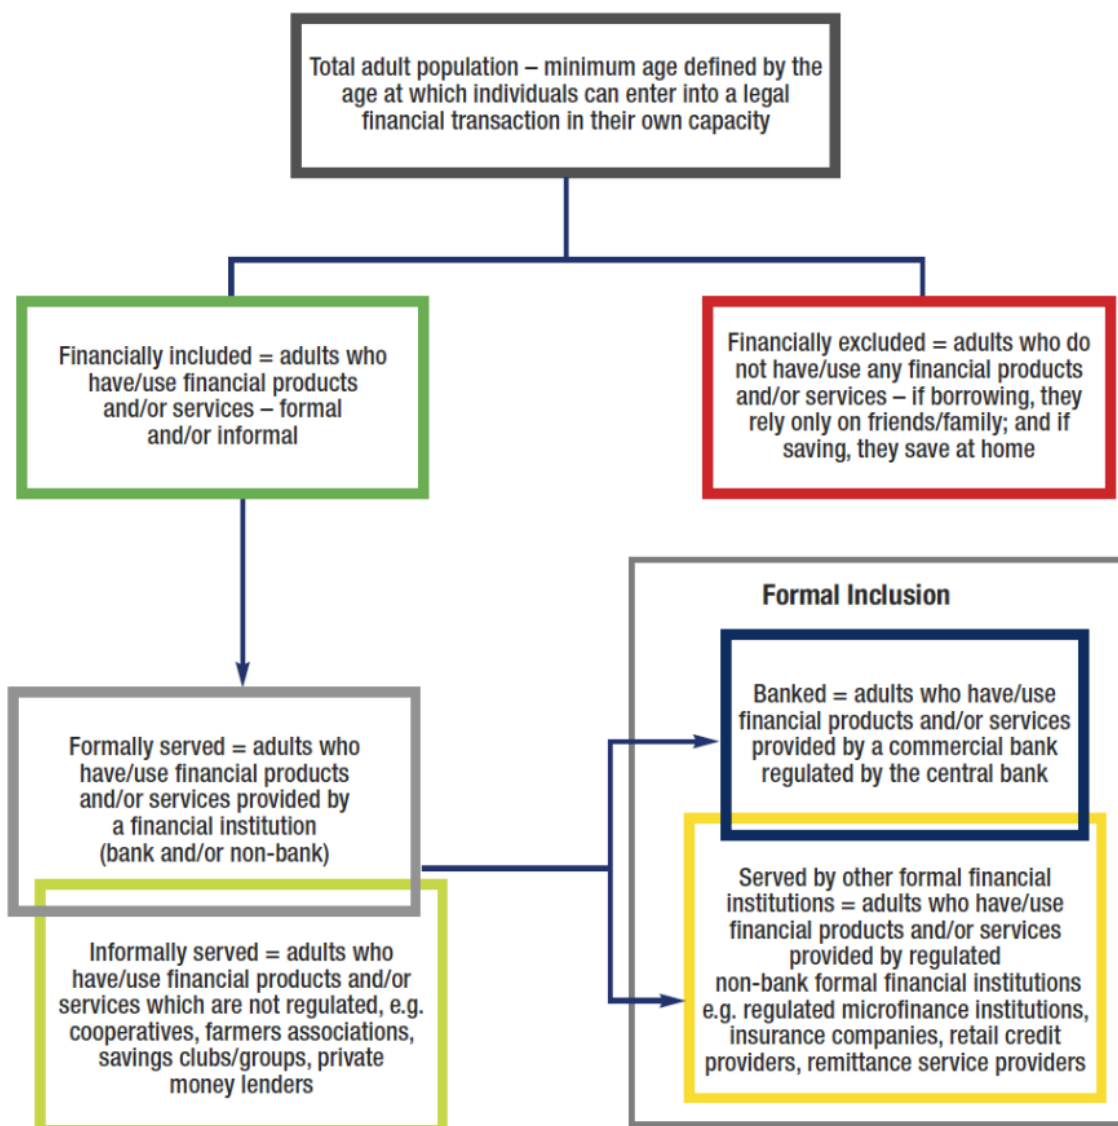 Total adult population – minimum age defined by the
age at which individuals can enter into a legal
financial transaction in their own capacity
Financially included = adults who
have/use financial products
and/or services – formal
and/or informal
Financially excluded = adults who do
not have/use any financial products
and/or services – if borrowing, they
rely only on friends/family; and if
saving, they save at home
Formally served = adults who
have/use financial products
and/or services provided by
a financial institution
(bank and/or non-bank)
Informally served = adults who
have/use financial products and/or
services which are not regulated, e.g.
cooperatives, farmers associations,
savings clubs/groups, private
money lenders
Formal Inclusion
Banked = adults who have/use
financial products and/or services
provided by a commercial bank
regulated by the central bank
Served by other formal financial
institutions = adults who have/use
financial products and/or services
provided by regulated
non-bank formal financial institutions
e.g. regulated microfinance institutions,
insurance companies, retail credit
providers, remittance service providers